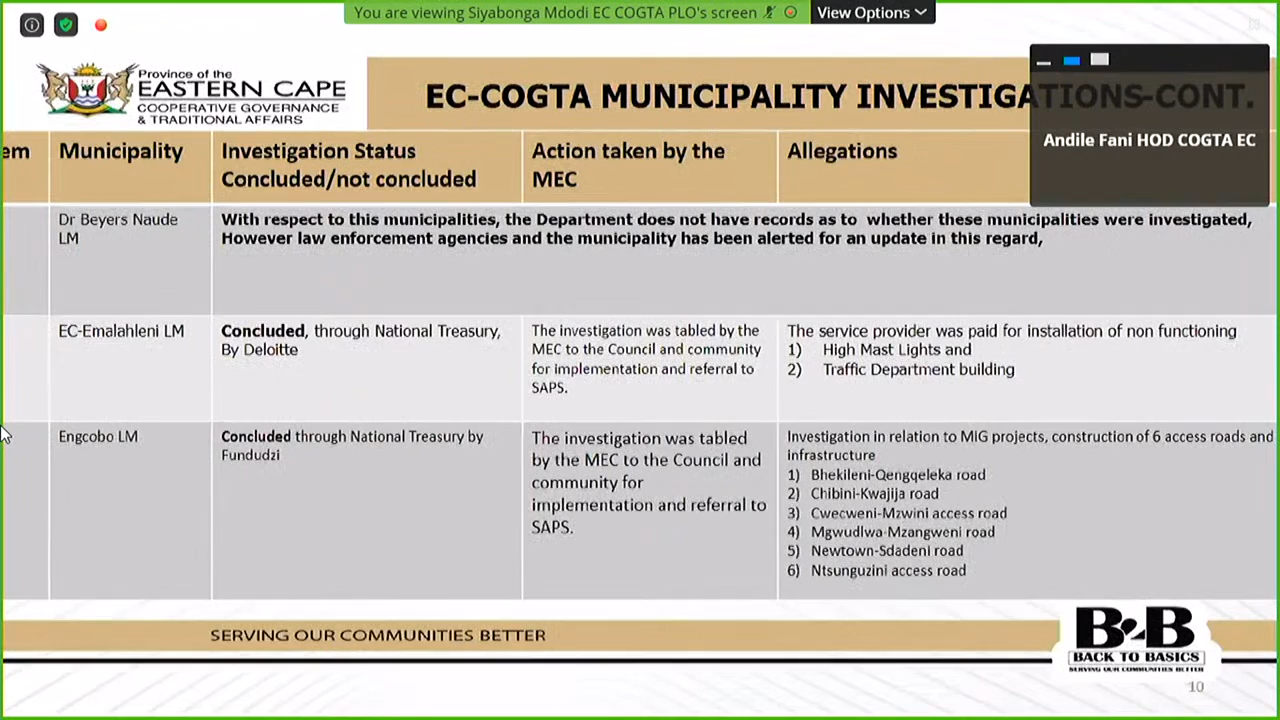 You are viewing Siyabonga Mdodi EC COGTA PLO's screen
View Options
Province of the
EASTERN CAPE
COOPERATIVE GOVERNANCE
& TRADITIONAL AFFAIRS
EC-COGTA MUNICIPALITY INVESTIGATIONS-CONT.
Andile Fani HOD COGTA EC
em
Municipality
Investigation Status
Concluded/not concluded
Action taken by the
MEC
Allegations
Dr Beyers Naude
LM
With respect to this municipalities, the Department does not have records as to whether these municipalities were investigated,
However law enforcement agencies and the municipality has been alerted for an update in this regard,
EC-Emalahleni LM
Concluded, through National Treasury,
By Deloitte
The investigation was tabled by the
MEC to the Council and community
for implementation and referral to
SAPS.
The service provider was paid for installation of non functioning
1) High Mast Lights and
2) Traffic Department building
Engcobo LM
Concluded through National Treasury by
Fundudzi
The investigation was tabled
by the MEC to the Council and
community for
implementation and referral to
SAPS.
Investigation in relation to MIG projects, construction of 6 access roads and
infrastructure
1) Bhekileni-Qengqeleka road
2) Chibini-Kwajija road
3) Cwecweni-Mzwini access road
4) Mgwudlwa-Mzangweni road
5) Newtown-Sdadeni road
6) Ntsunguzini access road
SERVING OUR COMMUNITIES BETTER
B2B
BACK TO BASICS
SERVING OUR COMMUNITIES BETTER
10